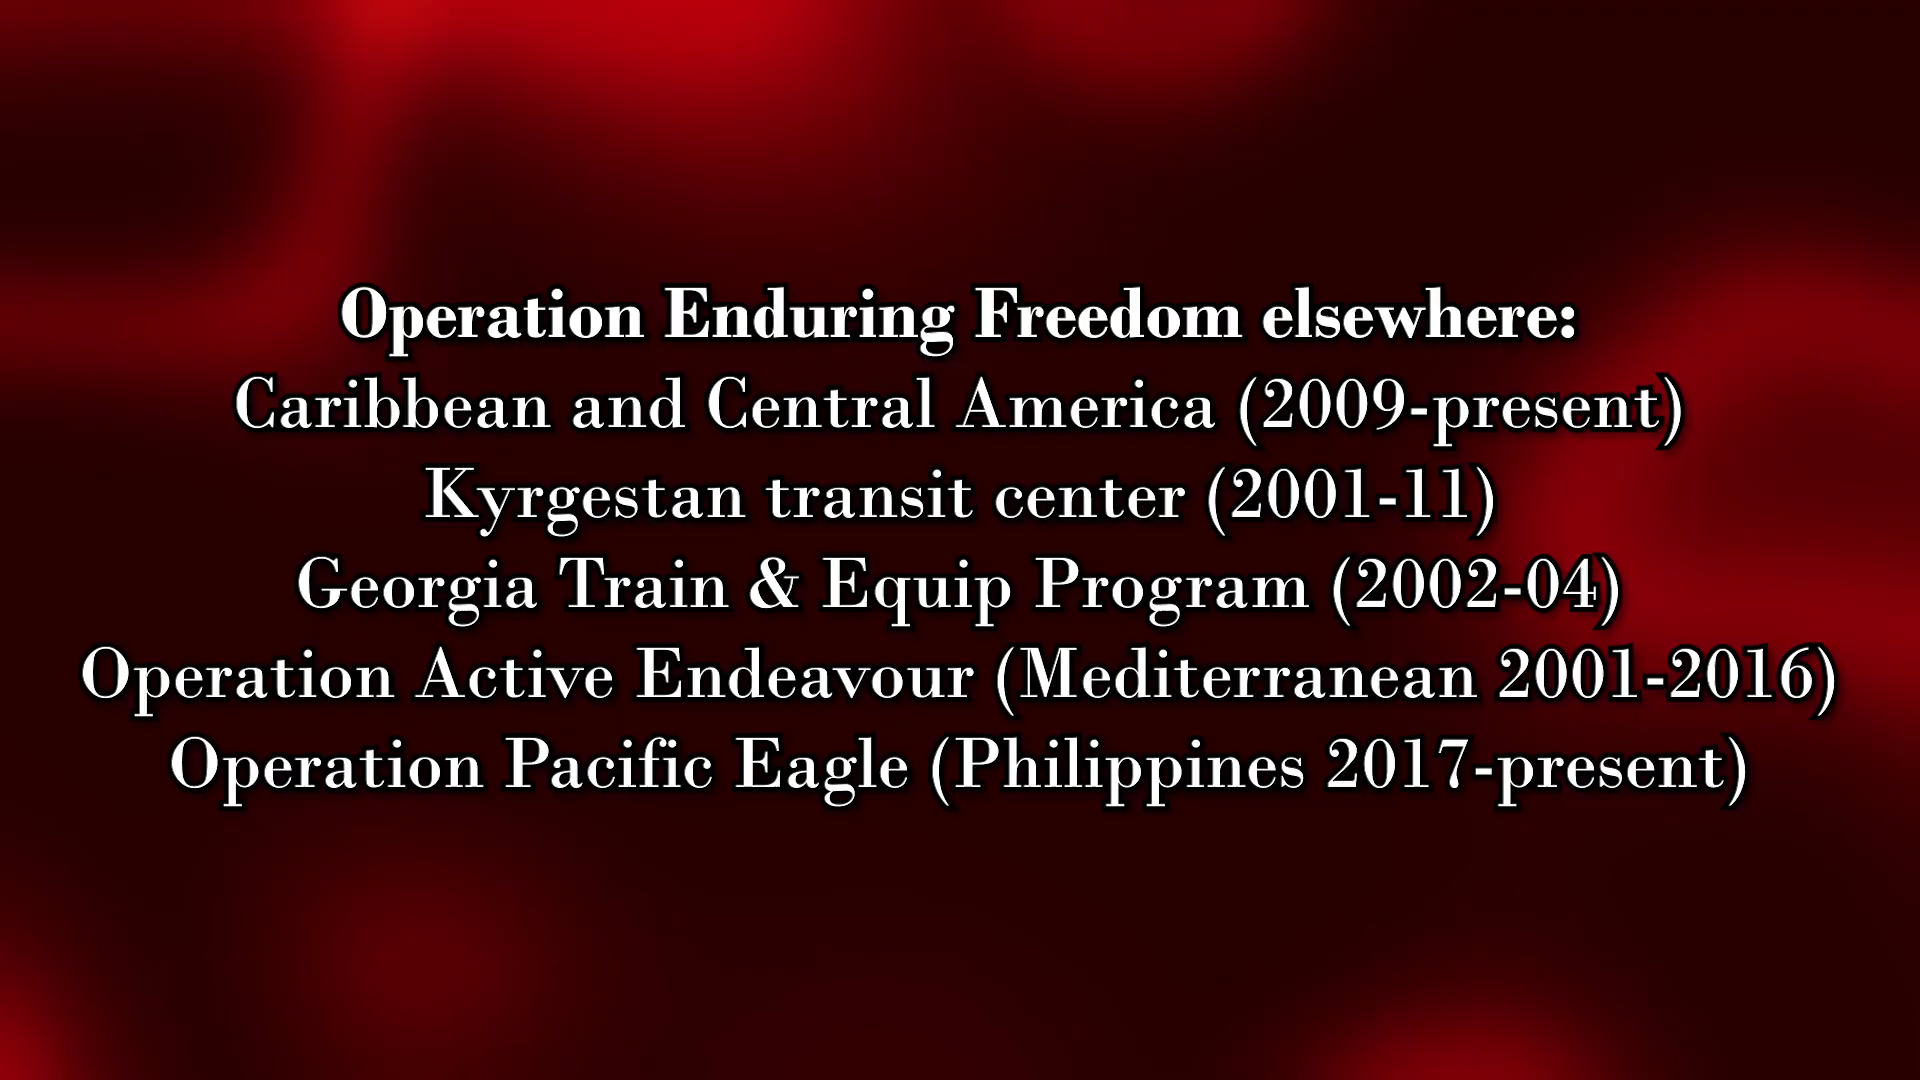 Operation Enduring Freedom elsewhere:
Caribbean and Central America (2009-present)
Kyrgestan transit center (2001-11)
Georgia Train & Equip Program (2002-04)
Operation Active Endeavour (Mediterranean 2001-2016)
Operation Pacific Eagle (Philippines 2017-present)